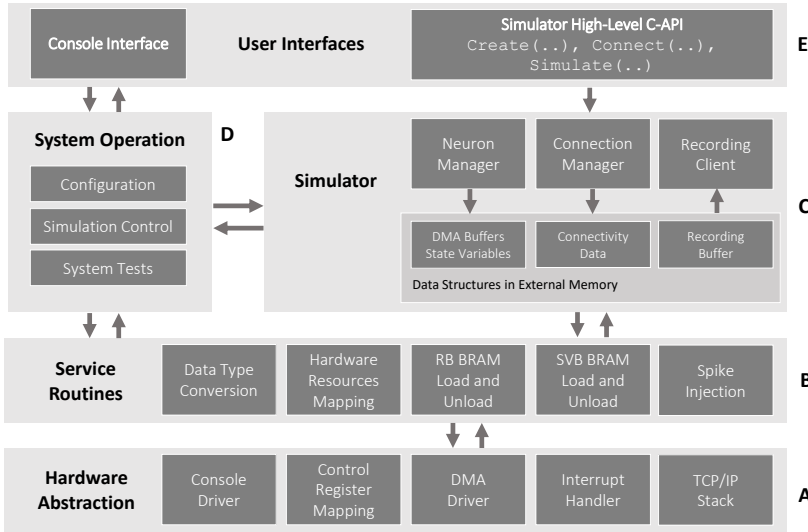 Console Interface
User Interfaces
Simulator High-Level C-API
Create(..), Connect(..),
Simulate(..)
E
System Operation
D
Configuration
Simulation Control
System Tests
Simulator
Neuron
Manager
Connection
Manager
Recording
Client
C
DMA Buffers
State Variables
Connectivity
Data
Recording
Buffer
Data Structures in External Memory
Service
Routines
Data Type
Conversion
Hardware
Resources
Mapping
RB BRAM
Load and
Unload
SVB BRAM
Load and
Unload
Spike
Injection
B
Hardware
Abstraction
Console
Driver
Control
Register
Mapping
DMA
Driver
Interrupt
Handler
TCP/IP
Stack
A